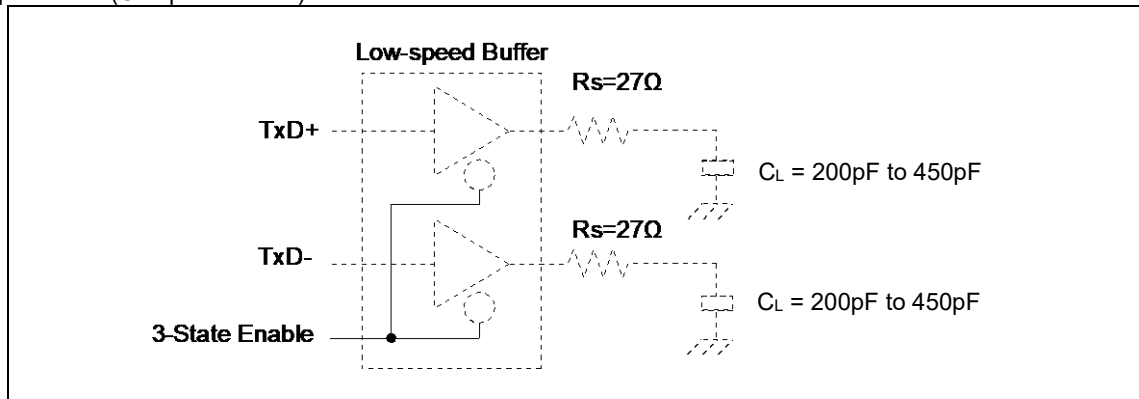 Low-speed Buffer
Rs=27Ω
TxD+
CL = 200pF to 450pF
Rs=27Ω
TxD-
CL = 200pF to 450pF
3-State Enable